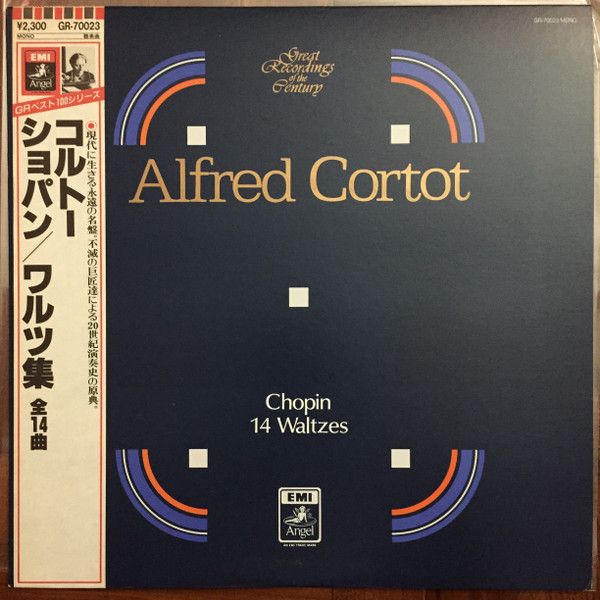 ¥2,300 GR-70023
MONO
EMI
Angel
GRベスト100シリーズ
コルトー
ショパン/ワルツ集 全14曲
●現代に生きる永遠の名盤。不滅の巨匠達による20世紀演奏史の原典。
GR-70023 MONO
Great
Recordings
of the
Century
Alfred Cortot
Chopin
14 Waltzes
EMI
Angel